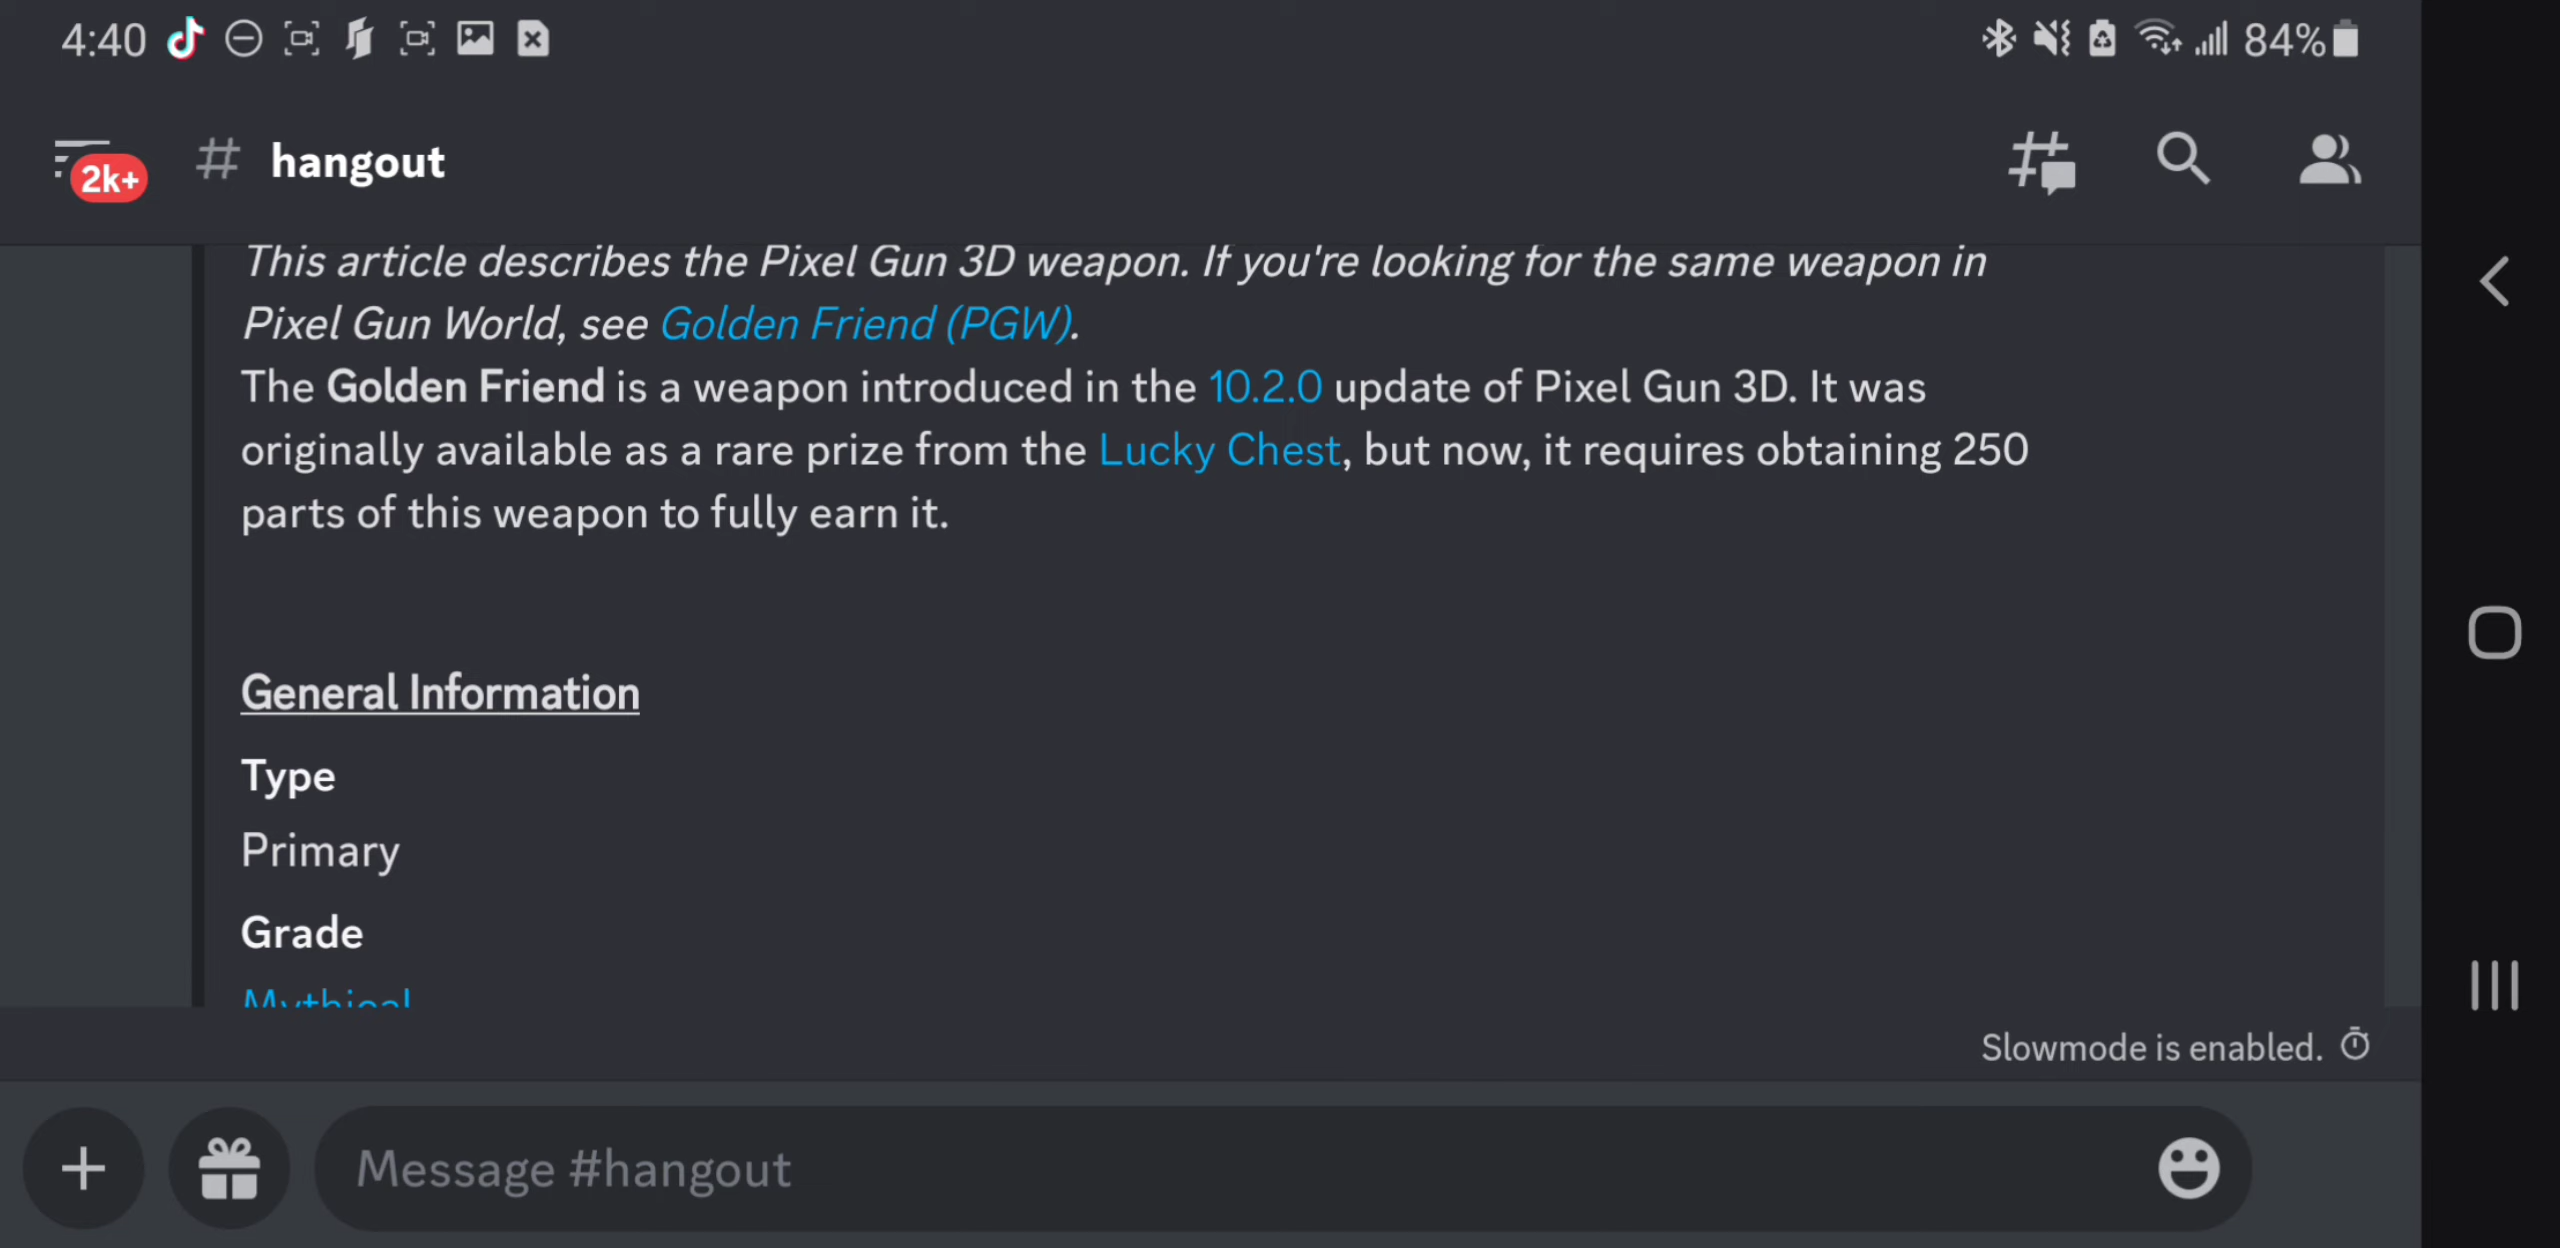 4:40 84%
2k+ # hangout
This article describes the Pixel Gun 3D weapon. If you're looking for the same weapon in
Pixel Gun World, see Golden Friend (PGW).
The Golden Friend is a weapon introduced in the 10.2.0 update of Pixel Gun 3D. It was
originally available as a rare prize from the Lucky Chest, but now, it requires obtaining 250
parts of this weapon to fully earn it.
General Information
Type
Primary
Grade
Mythical
Slowmode is enabled.
Message #hangout